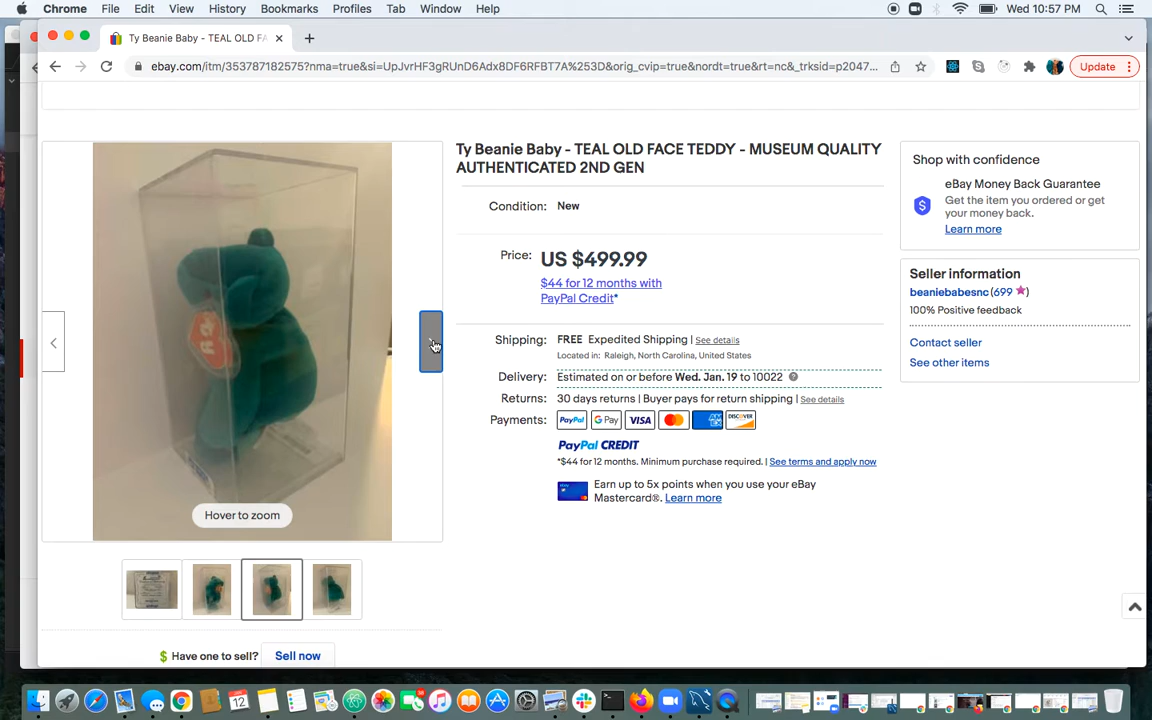 Chrome File Edit View History Bookmarks Profiles Tab Window Help Wed 10:57 PM
Ty Beanie Baby - TEAL OLD FA
ebay.com/itm/353787182575?nma=true&si=UpJvrHF3gRUnD6Adx8DF6RFBT7A%253D&orig_cvip=true&nordt=true&rt=nc&_trksid=p2047... Update
Ty Beanie Baby - TEAL OLD FACE TEDDY - MUSEUM QUALITY
AUTHENTICATED 2ND GEN
Condition: New
Price: US $499.99
$44 for 12 months with
PayPal Credit*
Shipping: FREE Expedited Shipping | See details
Located in: Raleigh, North Carolina, United States
Delivery: Estimated on or before Wed. Jan. 19 to 10022
Returns: 30 days returns | Buyer pays for return shipping | See details
Payments: PayPal G Pay VISA DISCOVER
PayPal CREDIT
*$44 for 12 months. Minimum purchase required. | See terms and apply now
Earn up to 5x points when you use your eBay
Mastercard®. Learn more
Shop with confidence
eBay Money Back Guarantee
Get the item you ordered or get
your money back.
Learn more
Seller information
beaniebabesnc (699)
100% Positive feedback
Contact seller
See other items
ty
Hover to zoom
Have one to sell? Sell now